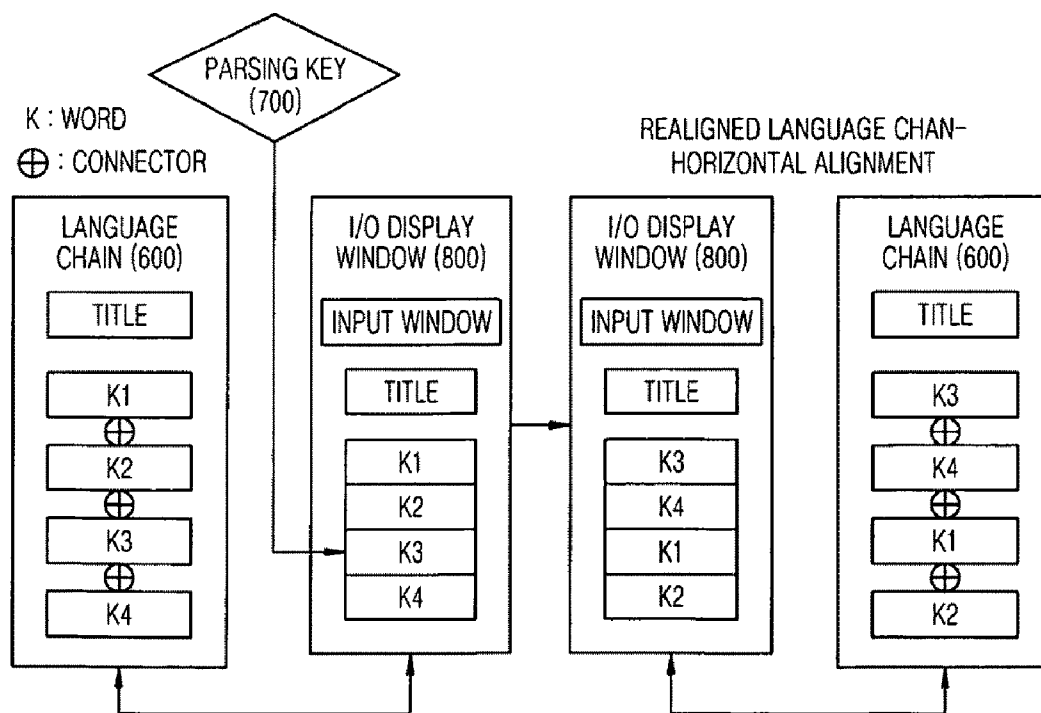 PARSING KEY
(700)
K : WORD
⊕ : CONNECTOR
REALIGNED LANGUAGE CHAN-
HORIZONTAL ALIGNMENT
LANGUAGE
CHAIN (600)
TITLE
K1
K2
K3
K4
I/O DISPLAY
WINDOW (800)
INPUT WINDOW
TITLE
K1
K2
K3
K4
I/O DISPLAY
WINDOW (800)
INPUT WINDOW
TITLE
K3
K4
K1
K2
LANGUAGE
CHAIN (600)
TITLE
K3
K4
K1
K2